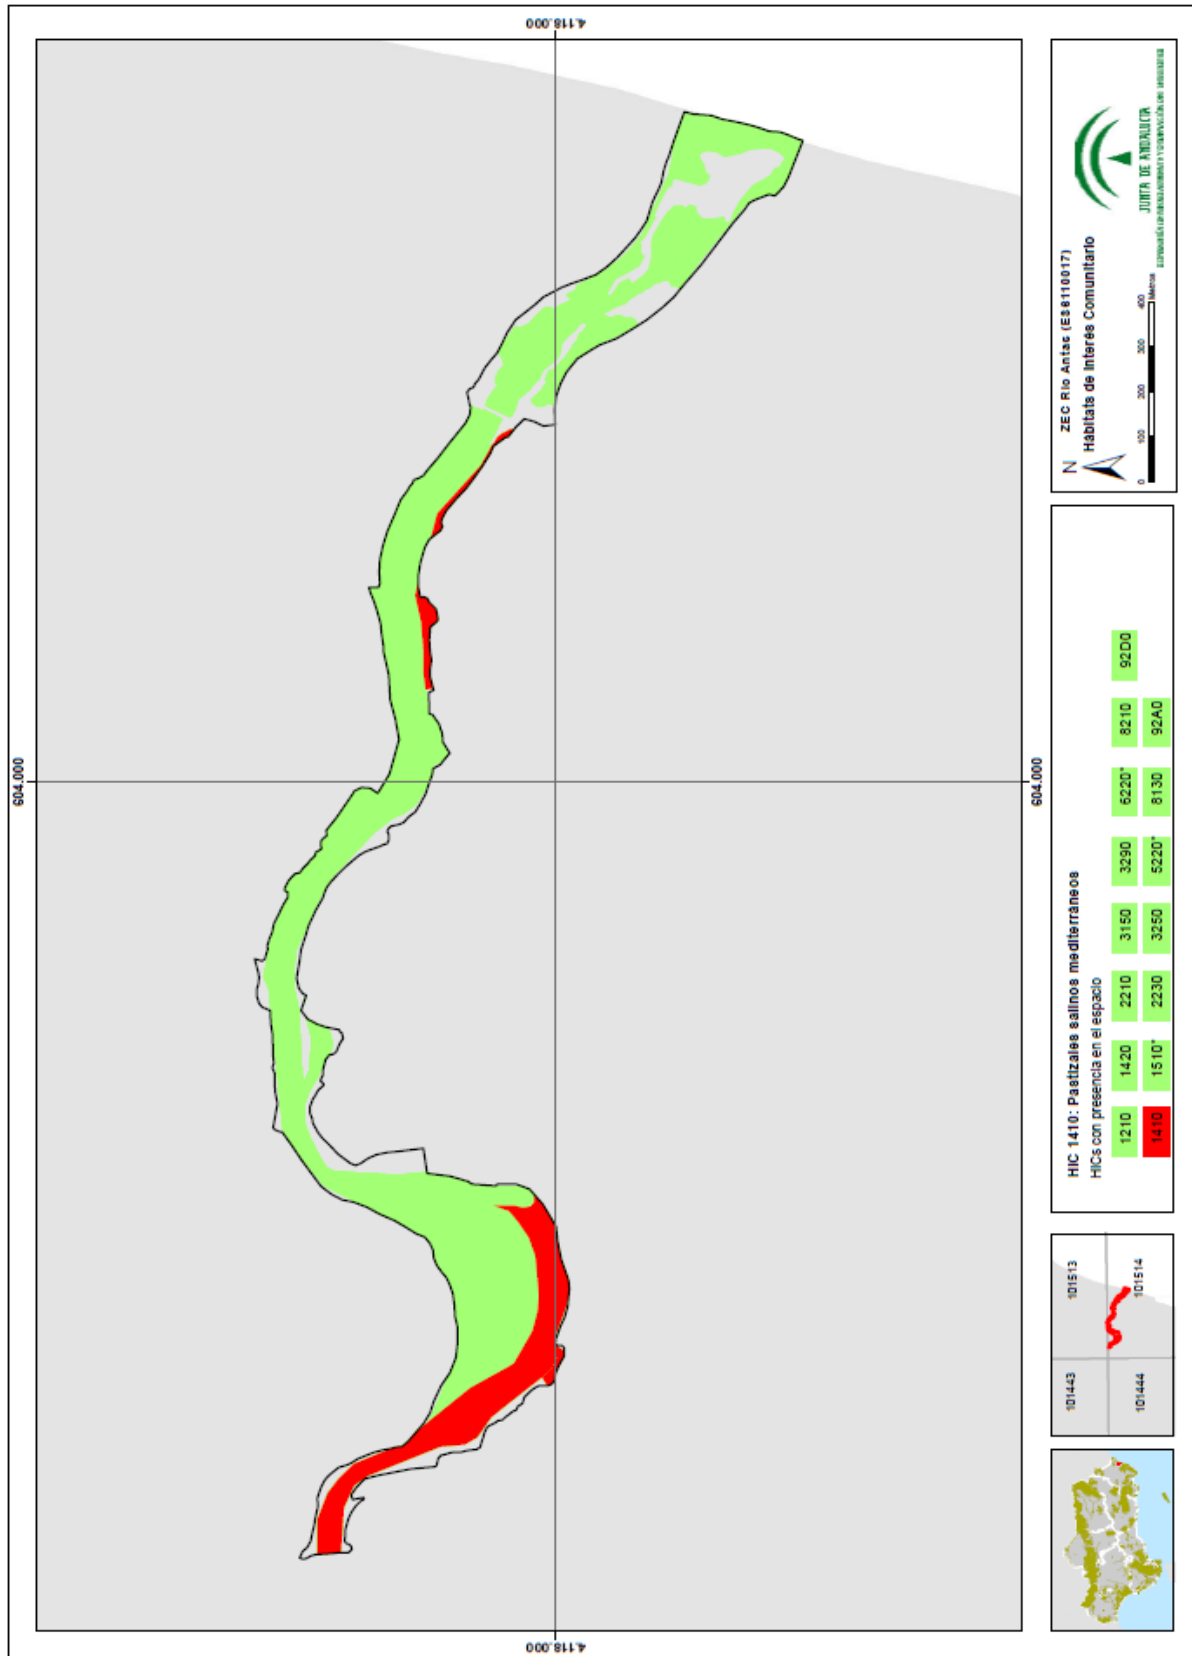 4.118.000
604.000
604.000
4.118.000
101443
101513
101444
101514
HIC 1410: Pastizales salinos mediterráneos
HICs con presencia en el espacio
1210 1420 2210 3150 3290 6220* 8210 92D0
1410 1510* 2230 3250 5220* 8130 92A0
ZEC Río Antas (ES6110017)
Hábitats de Interés Comunitario
N
0 100 200 300 400
Metros
JUNTA DE ANDALUCIA